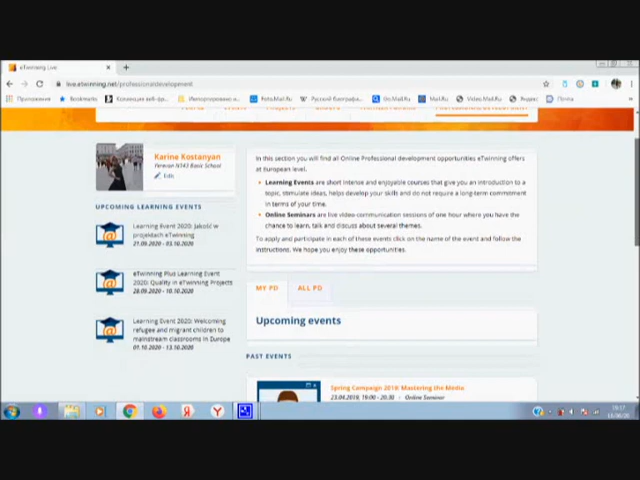 eTwinning Live
live.etwinning.net/professionaldevelopment
Приложения
Bookmarks
Pets.Mail.Ru
Mail.Ru
Video.Mail.Ru
Яндекс
Почта
Karine Kostanyan
Yerevan N143 Basic School
Edit
UPCOMING LEARNING EVENTS
Learning Event 2020: Jakość w
projektach eTwinning
21.09.2020 - 03.10.2020
eTwinning Plus Learning Event
2020: Quality in eTwinning Projects
28.09.2020 - 10.10.2020
Learning Event 2020: Welcoming
refugee and migrant children to
mainstream classrooms in Europe
01.10.2020 - 13.10.2020
In this section you will find all Online Professional development opportunities eTwinning offers
at European level.
Learning Events are short intense and enjoyable courses that give you an introduction to a
topic, stimulate ideas, helps develop your skills and do not require a long-term commitment
in terms of your time.
Online Seminars are live video communication sessions of one hour where you have the
chance to learn, talk and discuss about several themes.
To apply and participate in each of these events click on the name of the event and follow the
instructions. We hope you enjoy these opportunities.
MY PD ALL PD
Upcoming events
PAST EVENTS
Spring Campaign 2018: Mastering the Media
23.04.2018, 19:00 - 20:30 - Online Seminar
19:17